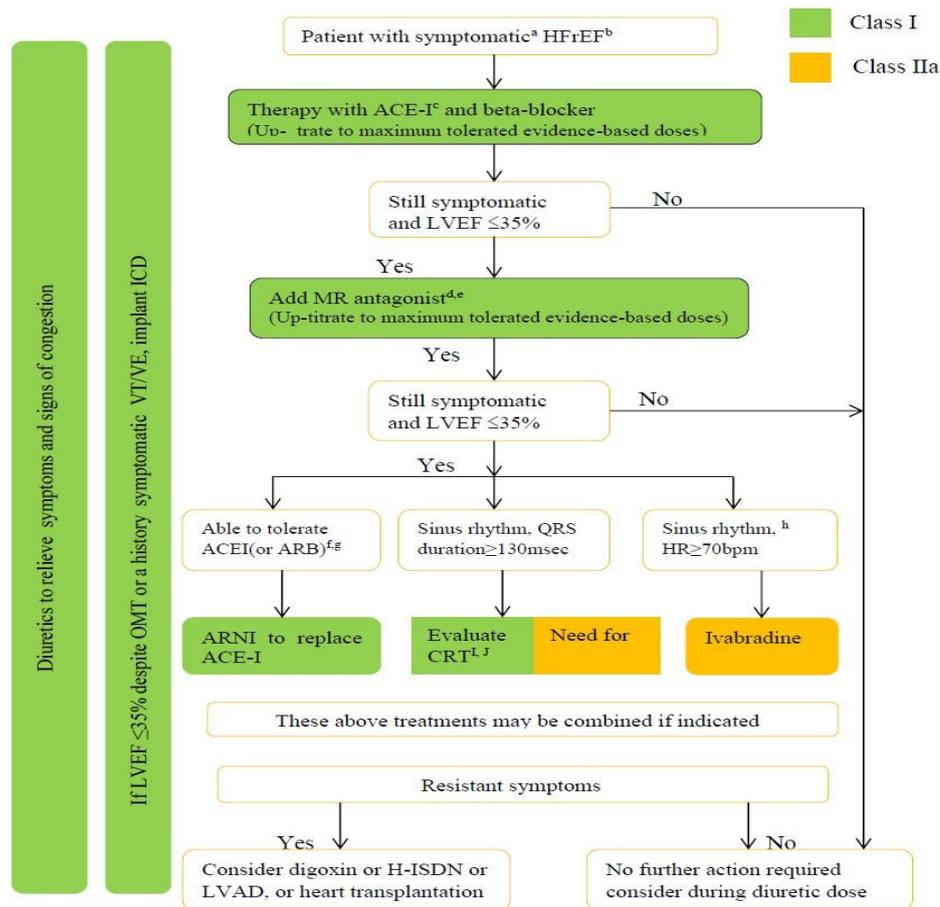 Class I
Class IIa
Diuretics to relieve symptoms and signs of congestion
If LVEF ≤35% despite OMT or a history symptomatic VT/VE, implant ICD
Patient with symptomaticᵃ HFrEFᵇ
Therapy with ACE-Iᶜ and beta-blocker
(Up- trate to maximum tolerated evidence-based doses)
Still symptomatic
and LVEF ≤35%
No
Yes
Add MR antagonistᵈ,ᵉ
(Up-titrate to maximum tolerated evidence-based doses)
Yes
Still symptomatic
and LVEF ≤35%
No
Yes
Able to tolerate
ACEI(or ARB)ᶠ,ᵍ
Sinus rhythm, QRS
duration≥130msec
Sinus rhythm, ʰ
HR≥70bpm
ARNI to replace
ACE-I
Evaluate Need for
CRTᴵ, ᴶ
Ivabradine
These above treatments may be combined if indicated
Resistant symptoms
Yes
No
Consider digoxin or H-ISDN or
LVAD, or heart transplantation
No further action required
consider during diuretic dose